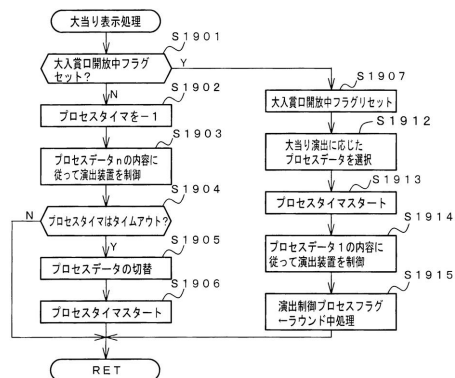 大当り表示処理
S1901
大入賞口開放中フラグ
セット?
Y
N
S1902
プロセスタイマを−1
S1903
プロセスデータnの内容に
従って演出装置を制御
S1904
N
プロセスタイマはタイムアウト?
Y
S1905
プロセスデータの切替
S1906
プロセスタイマスタート
RET
S1907
大入賞口開放中フラグリセット
S1912
大当り演出に応じた
プロセスデータを選択
S1913
プロセスタイマスタート
S1914
プロセスデータ1の内容に
従って演出装置を制御
S1915
演出制御プロセスフラグ
←ラウンド中処理